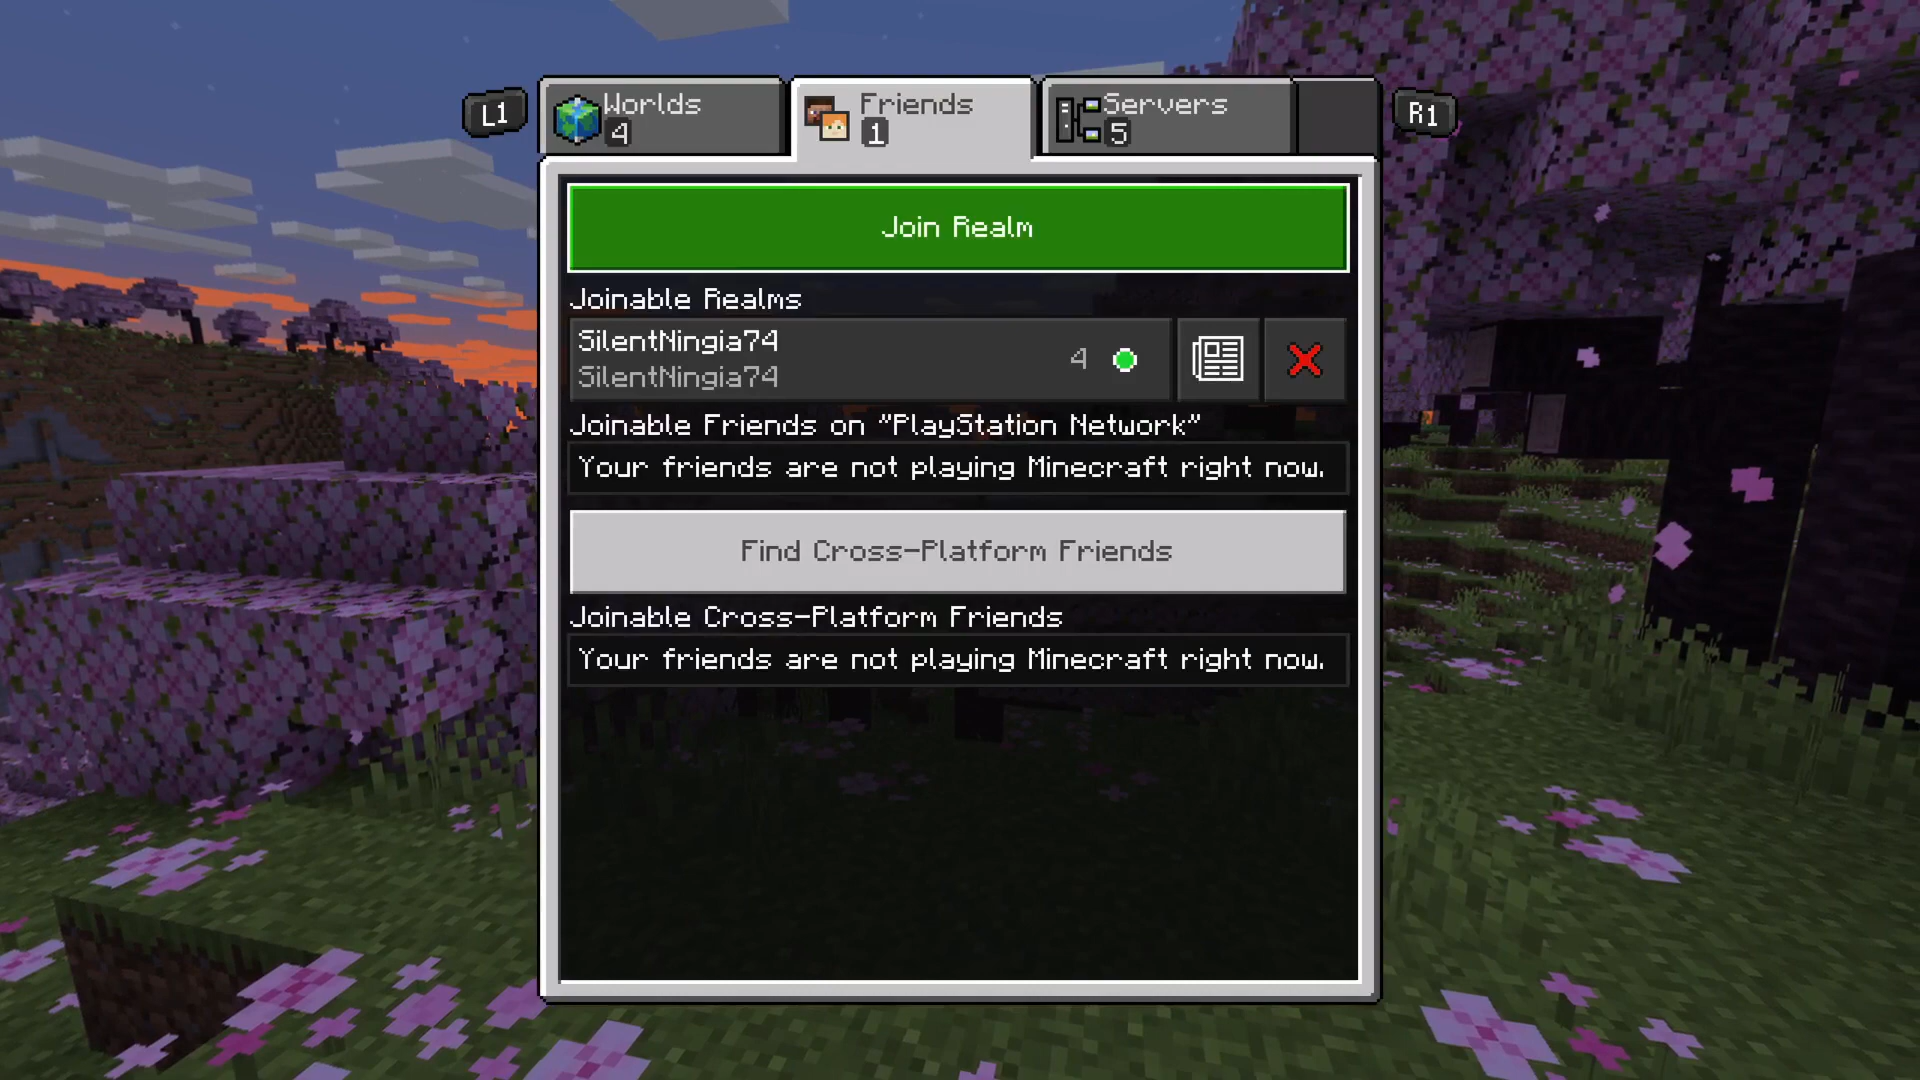 L1
Worlds
4
Friends
1
Servers
5
R1
Join Realm
Joinable Realms
SilentNingia74
4
SilentNingia74
Joinable Friends on "PlayStation Network"
Your friends are not playing Minecraft right now.
Find Cross-Platform Friends
Joinable Cross-Platform Friends
Your friends are not playing Minecraft right now.